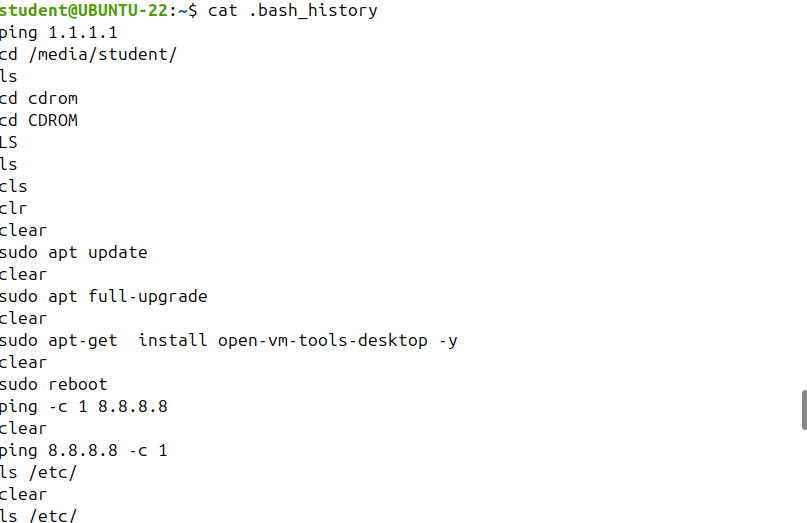 student@UBUNTU-22:~$ cat .bash_history
ping 1.1.1.1
cd /media/student/
ls
cd cdrom
cd CDROM
LS
ls
cls
clr
clear
sudo apt update
clear
sudo apt full-upgrade
clear
sudo apt-get  install open-vm-tools-desktop -y
clear
sudo reboot
ping -c 1 8.8.8.8
clear
ping 8.8.8.8 -c 1
ls /etc/
clear
ls /etc/